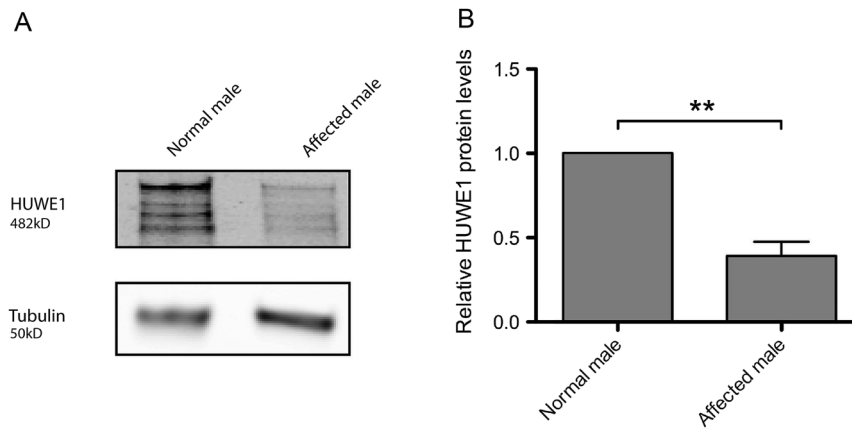 A
Normal male
Affected male
HUWE1
482kD
Tubulin
50kD
B
Relative HUWE1 protein levels
1.5
1.0
0.5
0.0
**
Normal male
Affected male